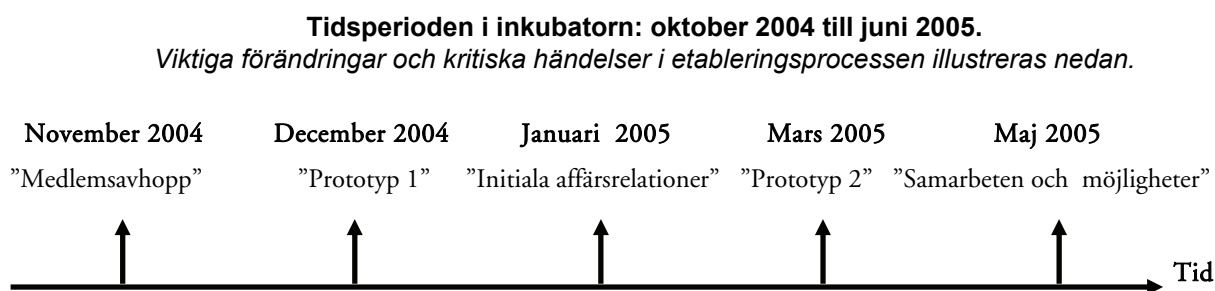 Tidsperioden i inkubatorn: oktober 2004 till juni 2005.
Viktiga förändringar och kritiska händelser i etableringsprocessen illustreras nedan.
November 2004 December 2004 Januari 2005 Mars 2005 Maj 2005
”Medlemsavhopp” ”Prototyp 1” ”Initiala affärsrelationer” ”Prototyp 2” ”Samarbeten och möjligheter”
Tid